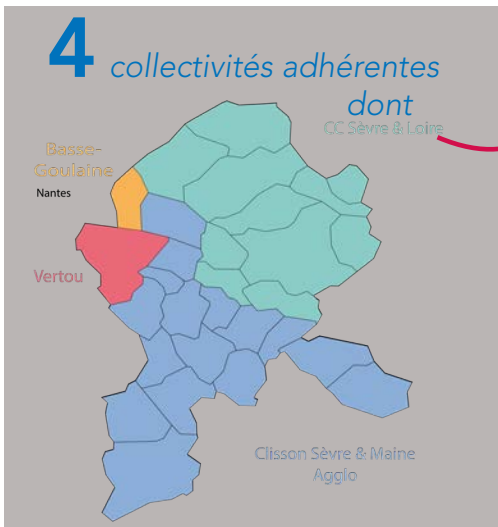 4 collectivités adhérentes
dont
CC Sèvre & Loire
Basse-
Goulaine
Nantes
Vertou
Clisson Sèvre & Maine
Agglo